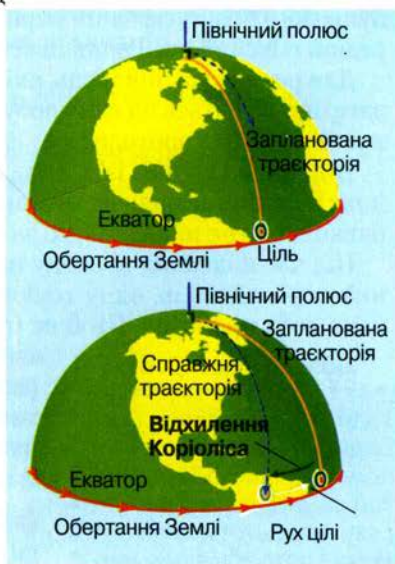 Північний полюс
Запланована
траєкторія
Екватор
Обертання Землі
Ціль
Північний полюс
Запланована
траєкторія
Справжня
траєкторія
Відхилення
Коріоліса
Екватор
Обертання Землі
Рух цілі